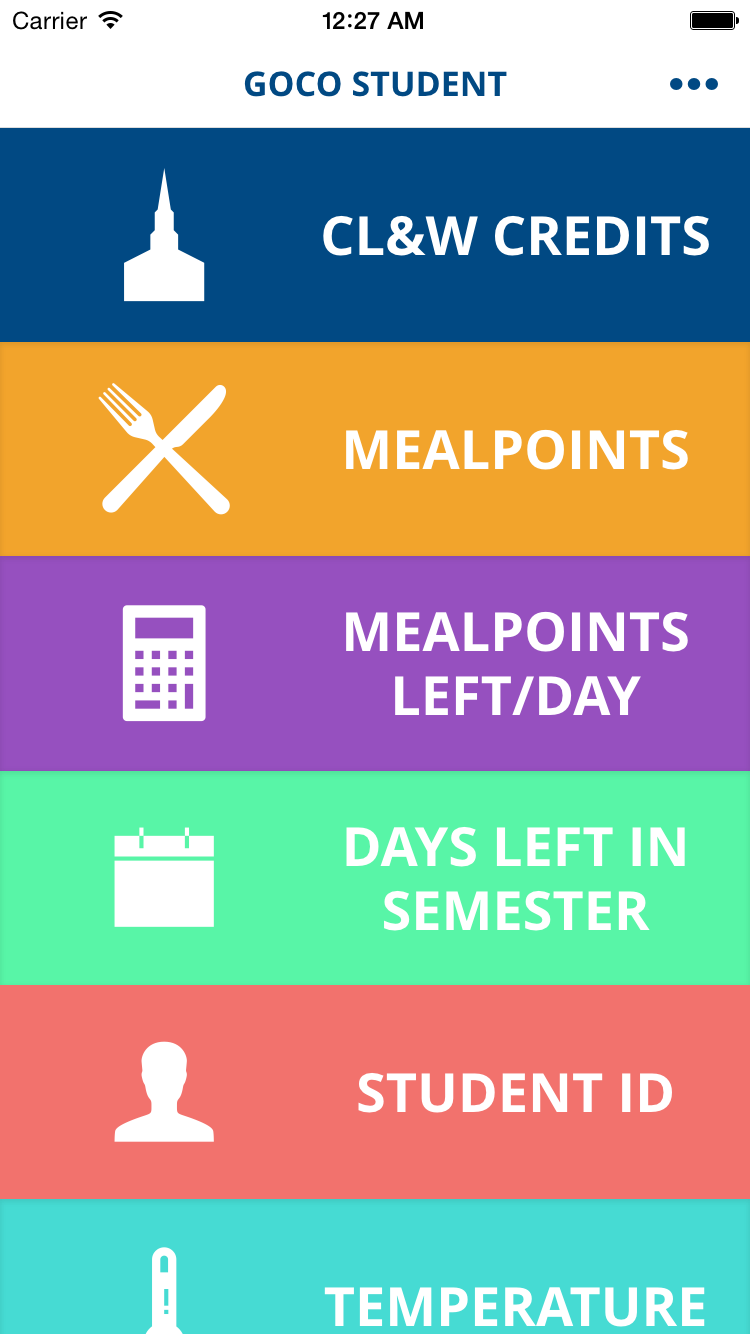 Carrier 12:27 AM
GOCO STUDENT
CL&W CREDITS
MEALPOINTS
MEALPOINTS
LEFT/DAY
DAYS LEFT IN
SEMESTER
STUDENT ID
TEMPERATURE